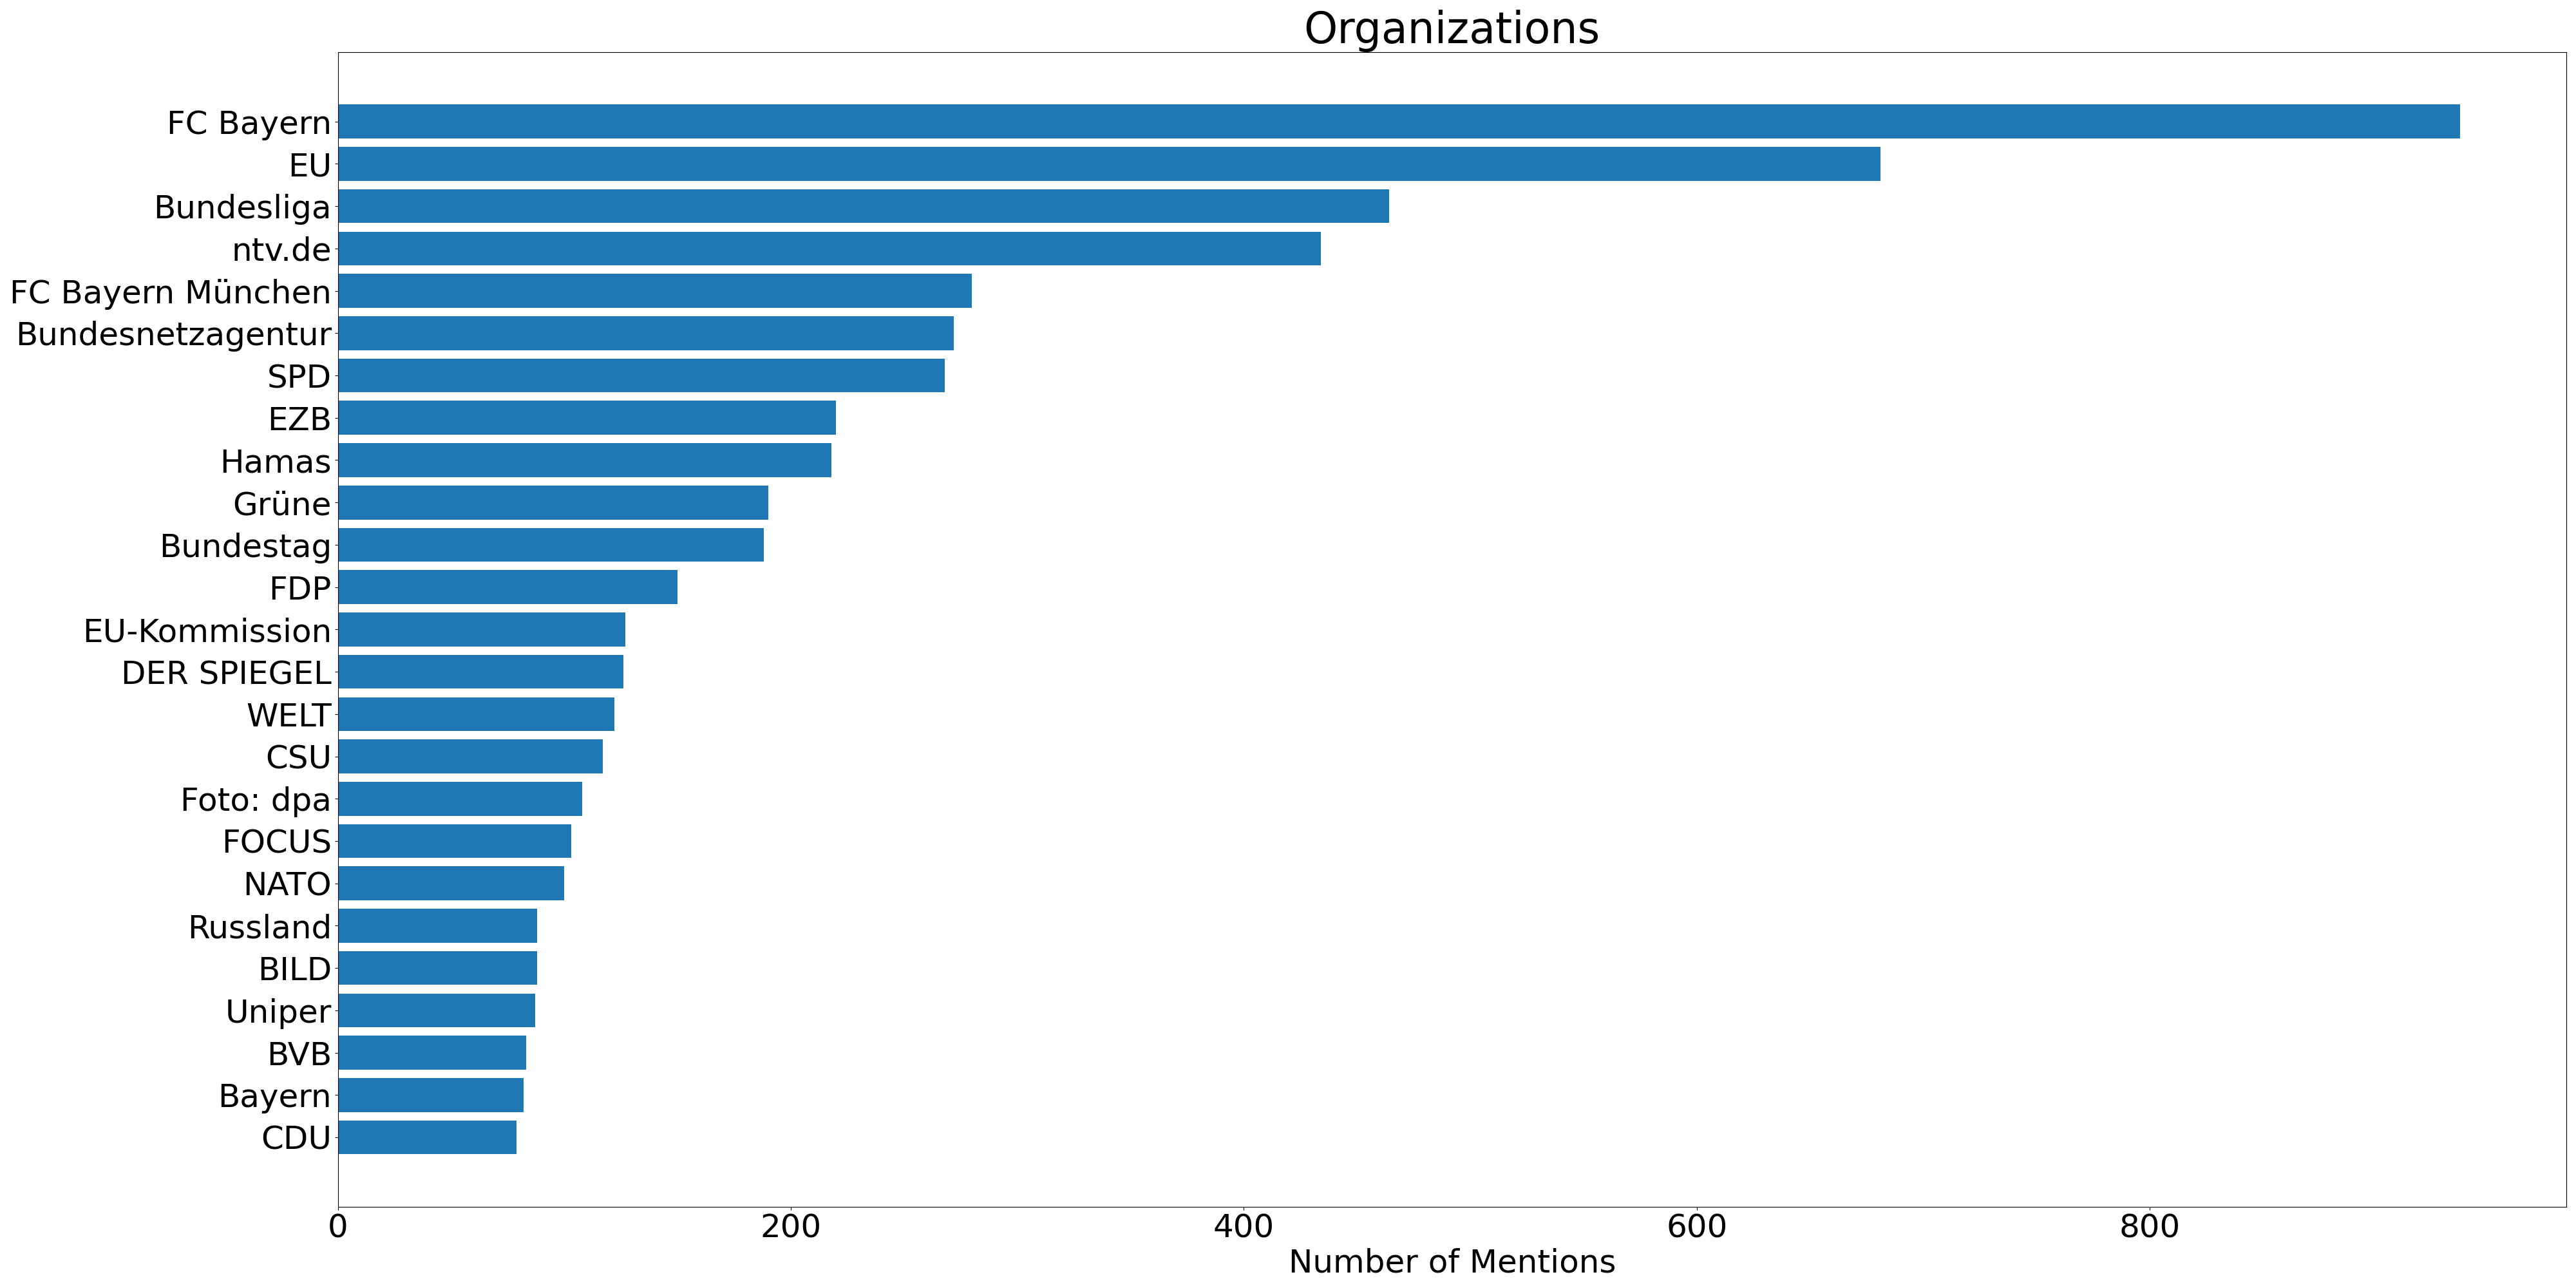 Organizations
FC Bayern
EU
Bundesliga
ntv.de
FC Bayern München
Bundesnetzagentur
SPD
EZB
Hamas
Grüne
Bundestag
FDP
EU-Kommission
DER SPIEGEL
WELT
CSU
Foto: dpa
FOCUS
NATO
Russland
BILD
Uniper
BVB
Bayern
CDU
0 200 400 600 800
Number of Mentions